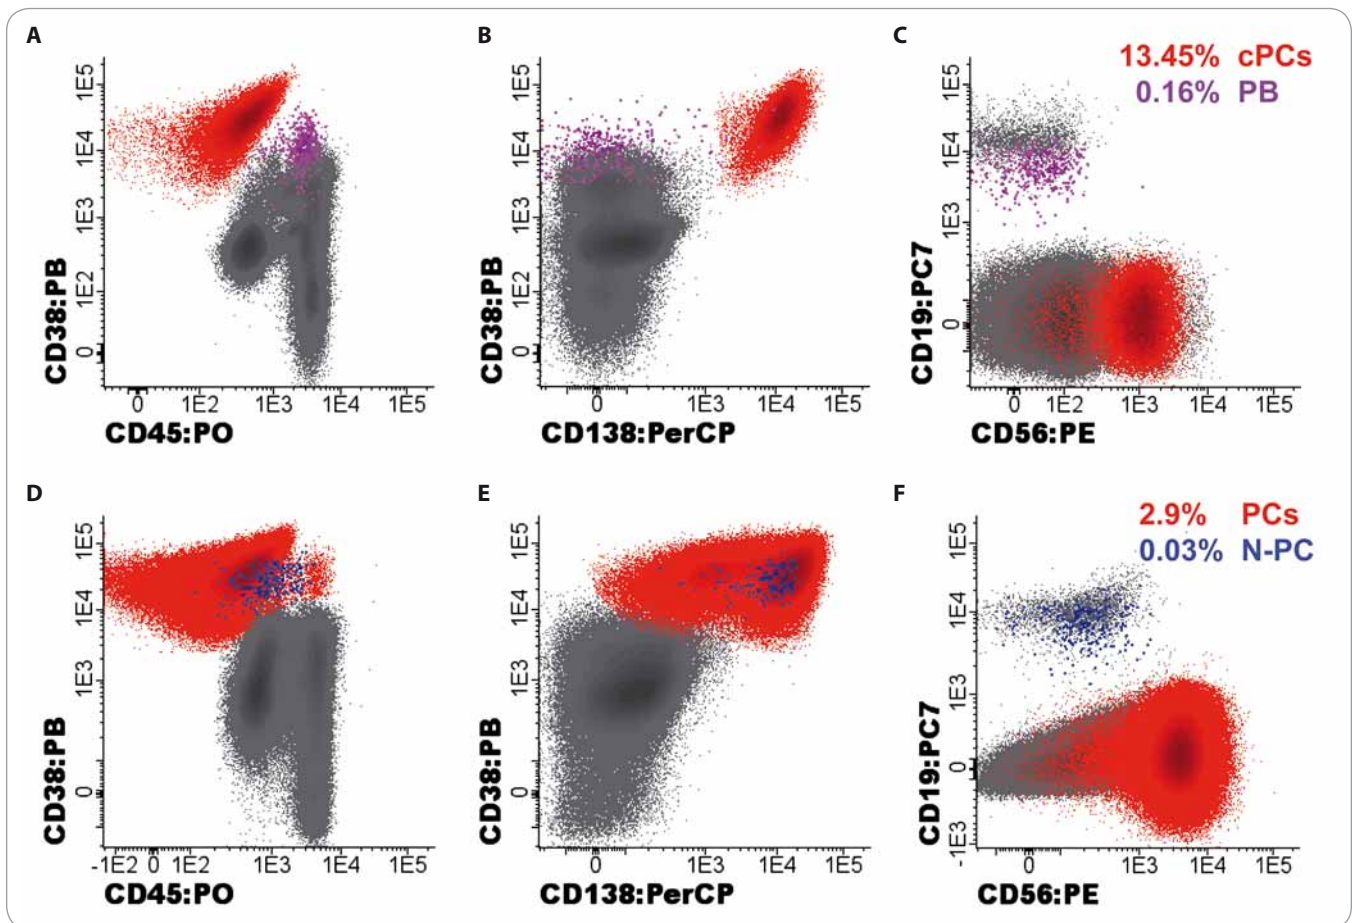 A
B
C
13.45% cPCs
0.16% PB
1E5
1E4
1E3
1E2
0
CD38:PB
0 1E2 1E3 1E4 1E5
CD45:PO
1E5
1E4
1E3
1E2
0
CD38:PB
0 1E3 1E4 1E5
CD138:PerCP
1E5
1E4
1E3
0
CD19:PC7
0 1E2 1E3 1E4 1E5
CD56:PE
D
E
F
2.9% PCs
0.03% N-PC
1E5
1E4
1E3
0
CD38:PB
-1E2 0 1E2 1E3 1E4 1E5
CD45:PO
1E5
1E4
1E3
0
CD38:PB
0 1E3 1E4 1E5
CD138:PerCP
1E5
1E4
1E3
0
-1E3
CD19:PC7
0 1E3 1E4 1E5
CD56:PE